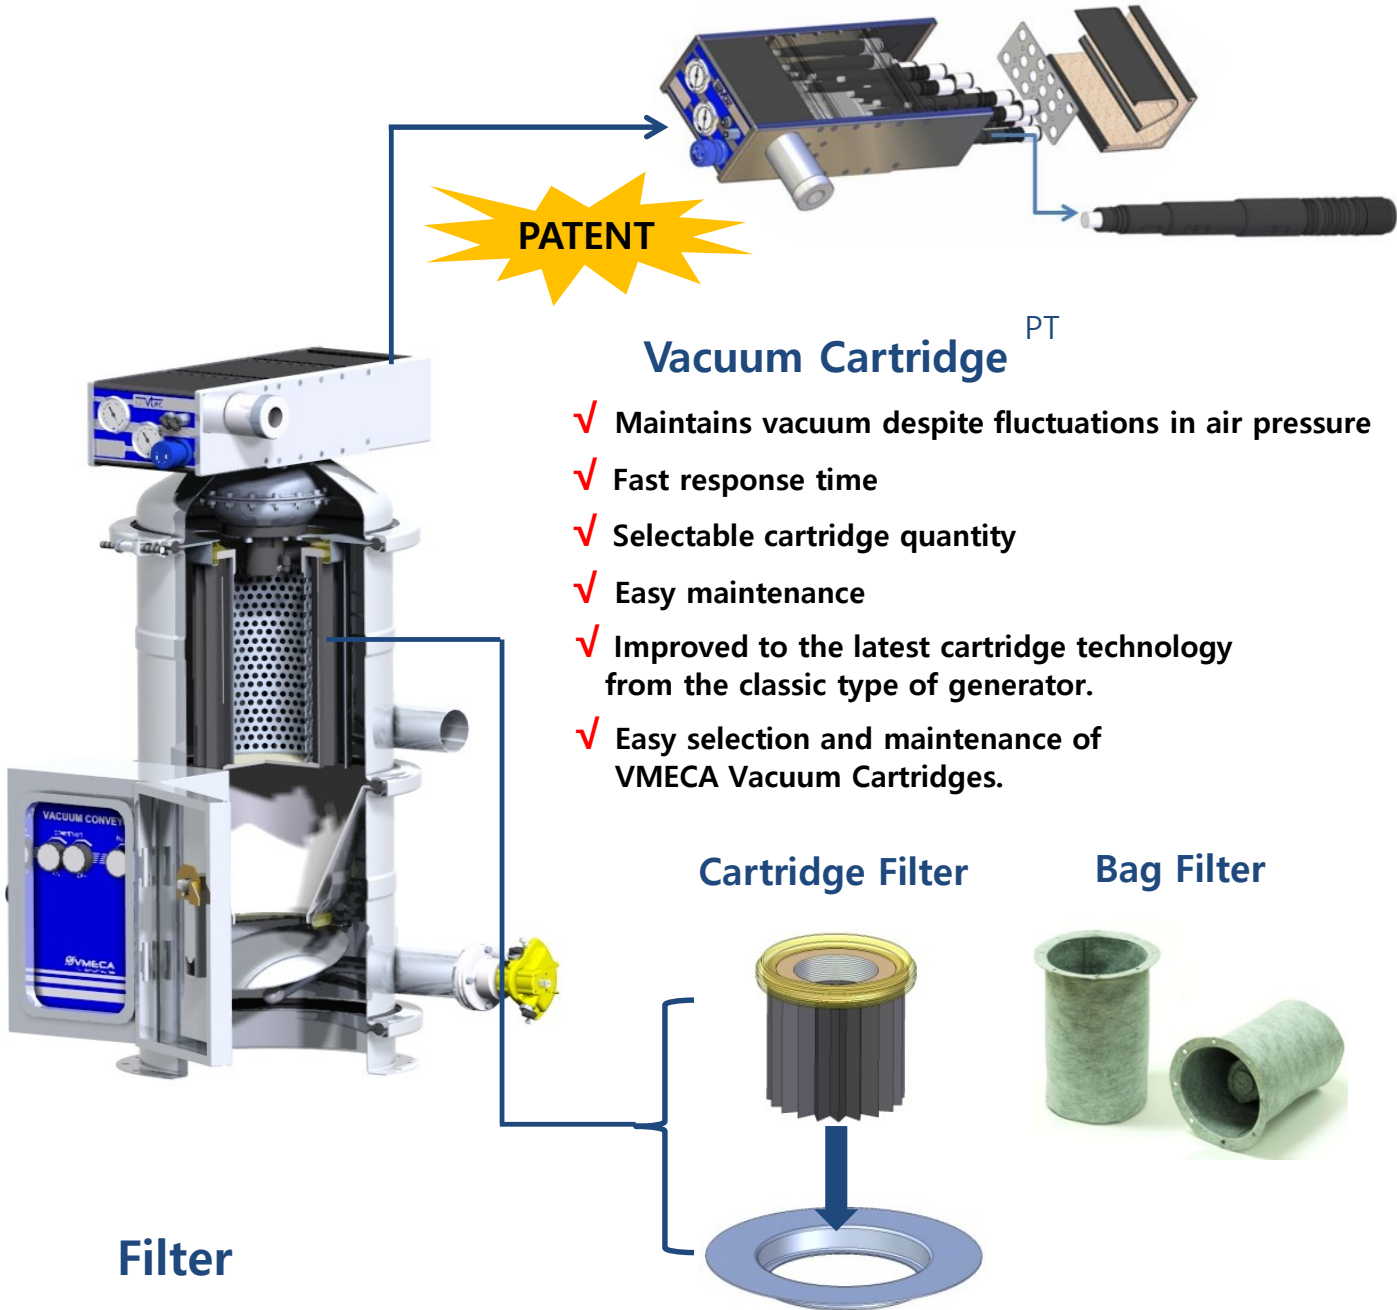 PATENT
PT
Vacuum Cartridge
√ Maintains vacuum despite fluctuations in air pressure
√ Fast response time
√ Selectable cartridge quantity
√ Easy maintenance
√ Improved to the latest cartridge technology
from the classic type of generator.
√ Easy selection and maintenance of
VMECA Vacuum Cartridges.
VACUUM CONVEY
VMECA
Cartridge Filter
Bag Filter
Filter